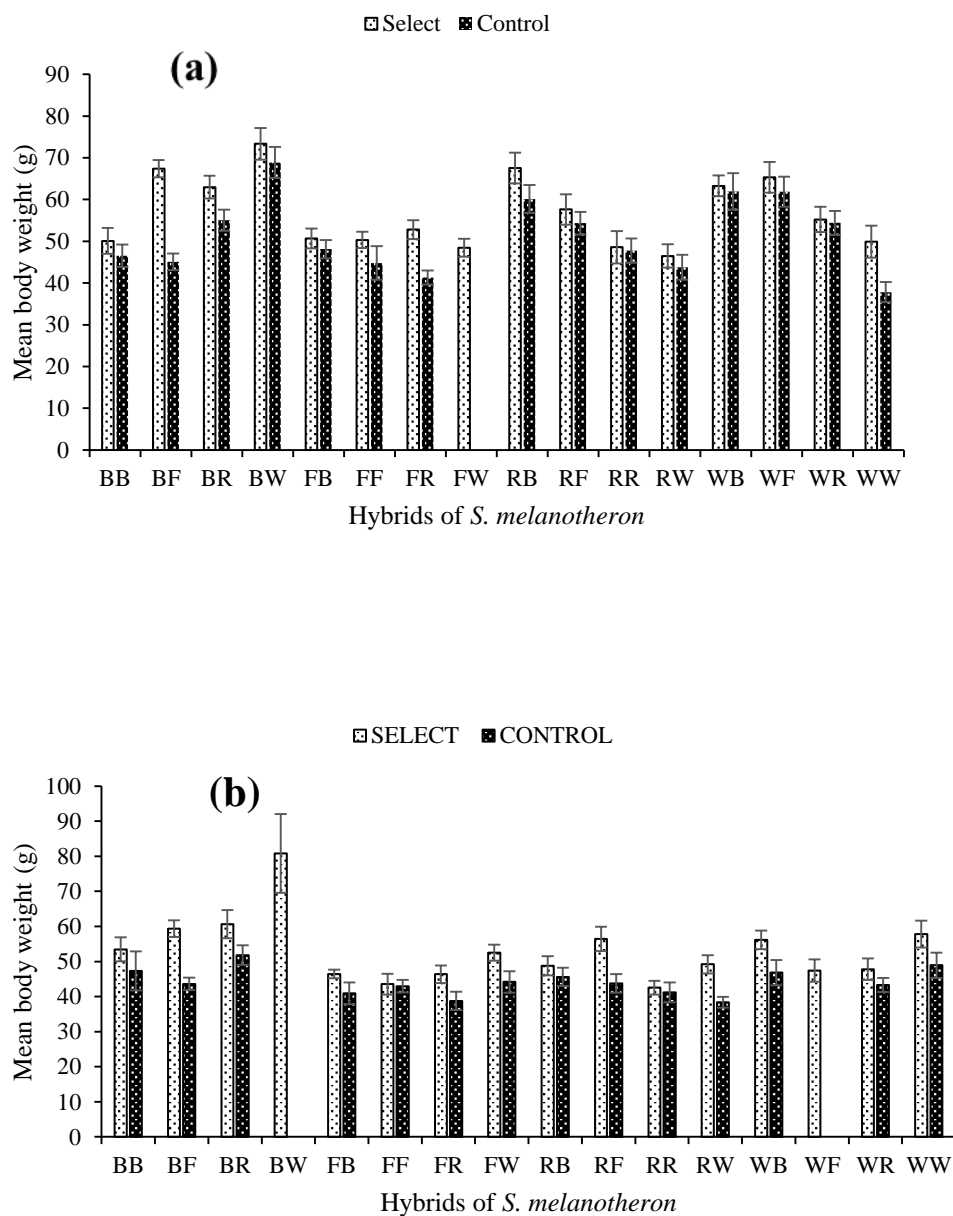 Select Control
(a)
90
80
70
60
50
40
30
20
10
0
Mean body weight (g)
BB BF BR BW FB FF FR FW RB RF RR RW WB WF WR WW
Hybrids of S. melanotheron
SELECT CONTROL
(b)
100
90
80
70
60
50
40
30
20
10
0
Mean body weight (g)
BB BF BR BW FB FF FR FW RB RF RR RW WB WF WR WW
Hybrids of S. melanotheron